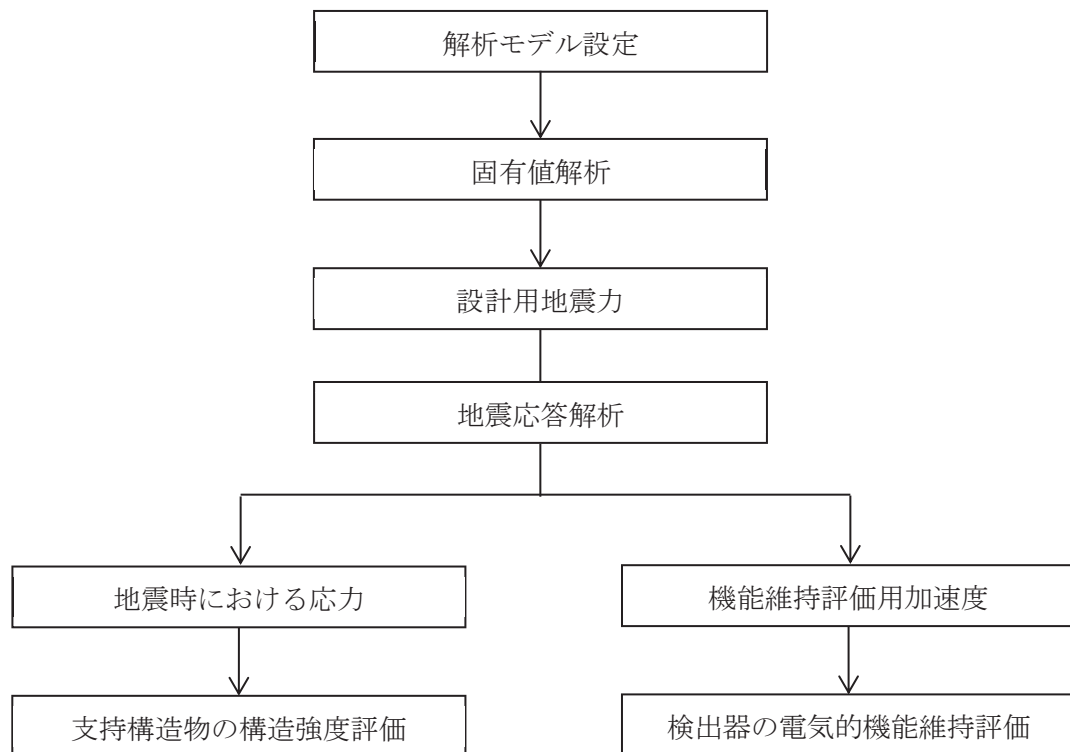 解析モデル設定
固有値解析
設計用地震力
地震応答解析
地震時における応力
機能維持評価用加速度
支持構造物の構造強度評価
検出器の電気的機能維持評価